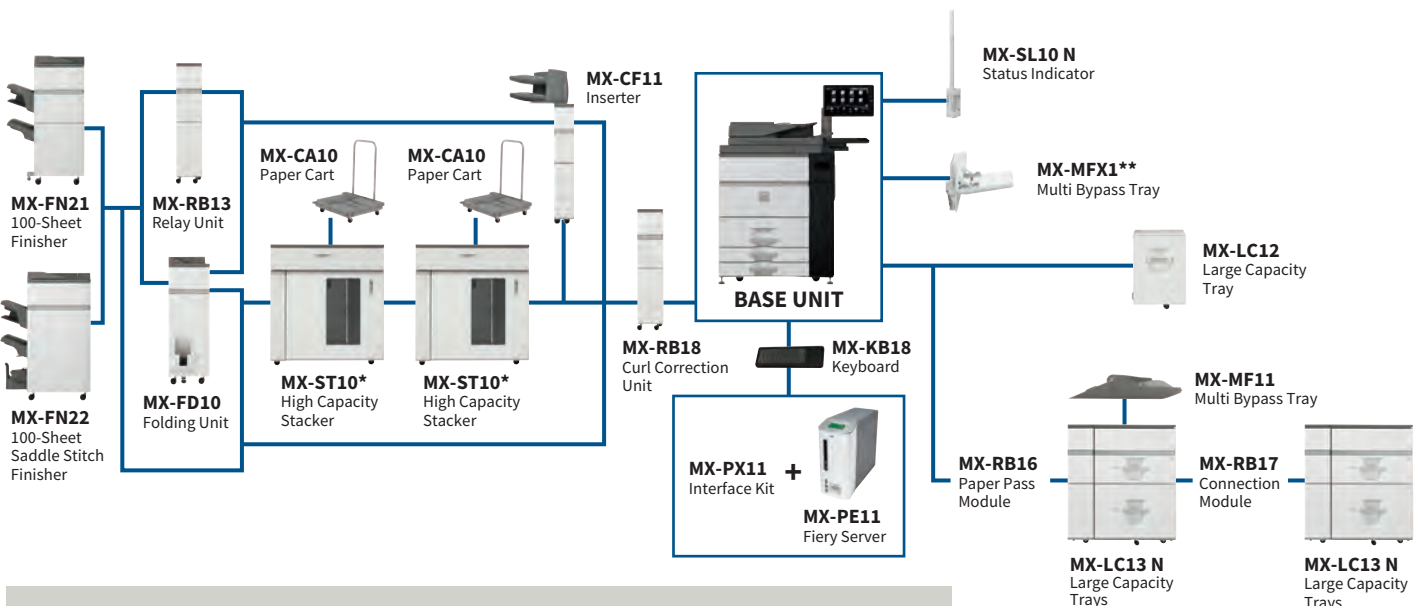 MX-SL10 N
Status Indicator
MX-CF11
Inserter
MX-CA10
Paper Cart
MX-CA10
Paper Cart
MX-MFX1**
Multi Bypass Tray
MX-FN21
100-Sheet
Finisher
MX-RB13
Relay Unit
MX-LC12
Large Capacity
Tray
BASE UNIT
MX-RB18
Curl Correction
Unit
MX-KB18
Keyboard
MX-ST10*
High Capacity
Stacker
MX-ST10*
High Capacity
Stacker
MX-FD10
Folding Unit
MX-FN22
100-Sheet
Saddle Stitch
Finisher
MX-MF11
Multi Bypass Tray
MX-PX11
Interface Kit
+
MX-PE11
Fiery Server
MX-RB16
Paper Pass
Module
MX-RB17
Connection
Module
MX-LC13 N
Large Capacity
Trays
MX-LC13 N
Large Capacity
Trays